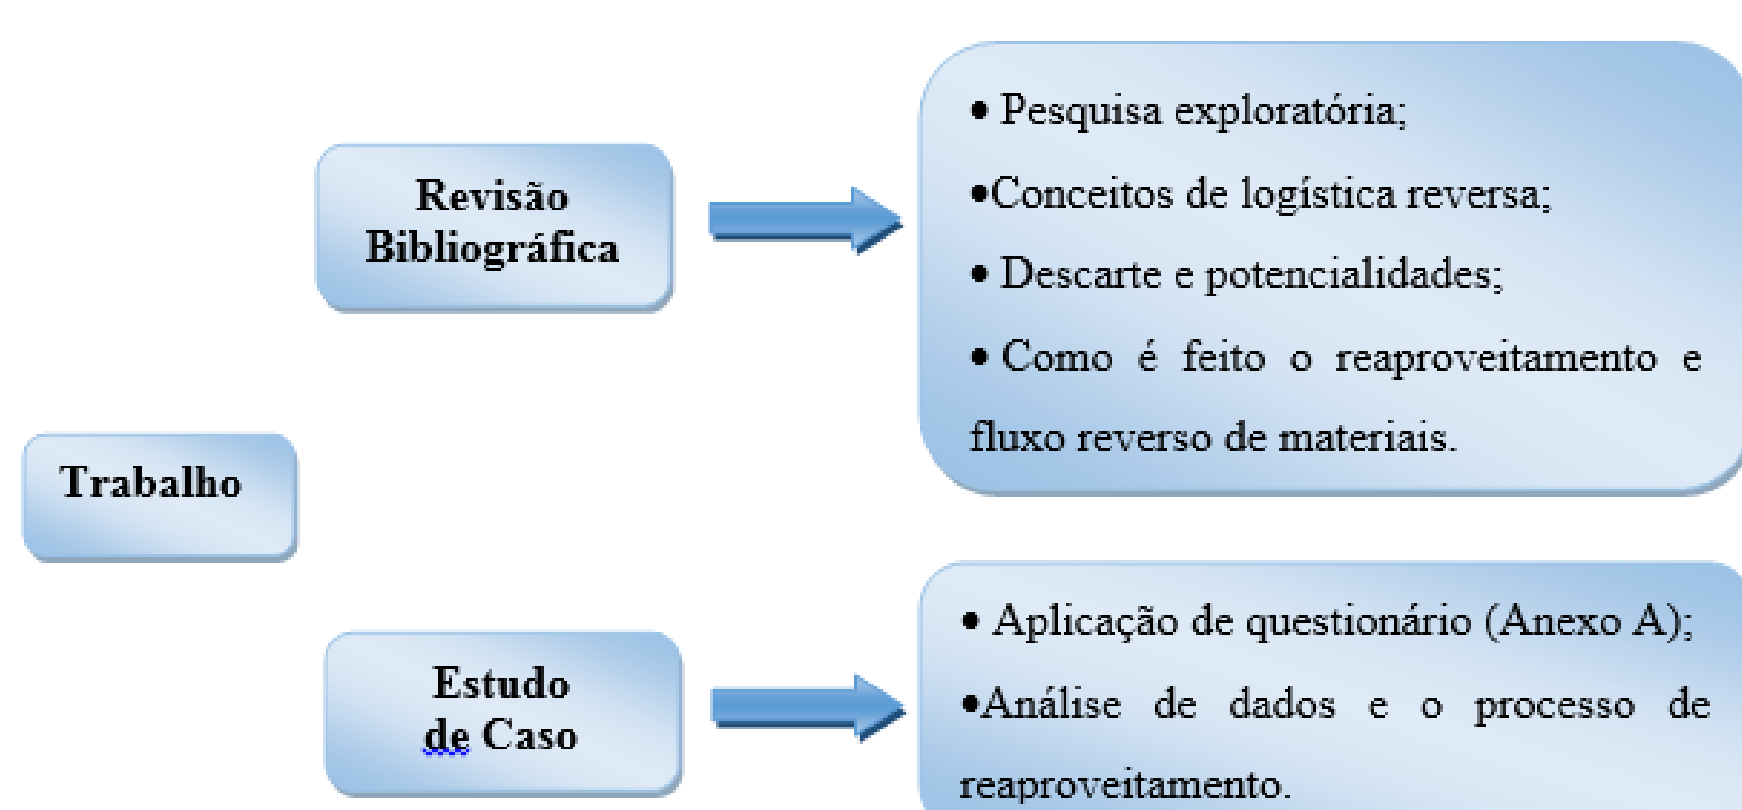 Trabalho
Revisão
Bibliográfica
• Pesquisa exploratória;
•Conceitos de logística reversa;
• Descarte e potencialidades;
• Como é feito o reaproveitamento e
fluxo reverso de materiais.
Estudo
de Caso
• Aplicação de questionário (Anexo A);
•Análise de dados e o processo de
reaproveitamento.